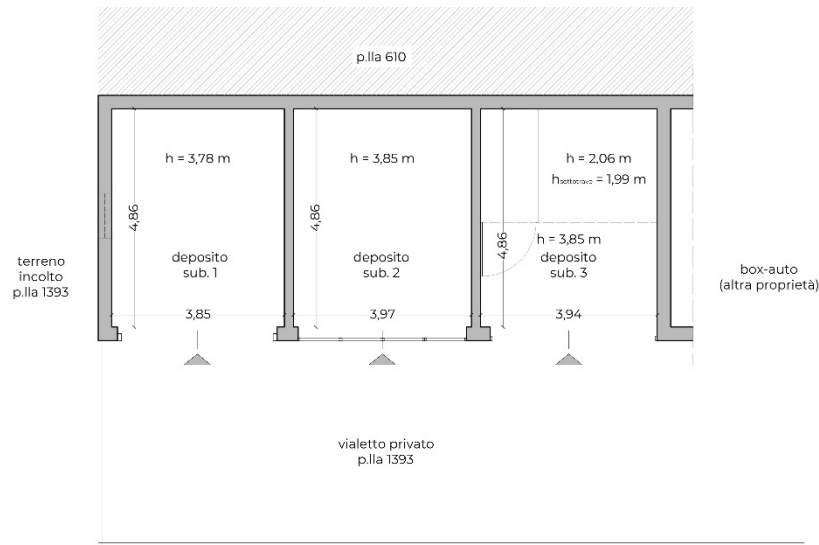 p.lla 610
h = 3,78 m
h = 3,85 m
h = 2,06 m
hsottotrave = 1,99 m
4,86
4,86
4,86
h = 3,85 m
deposito
sub. 1
deposito
sub. 2
deposito
sub. 3
terreno
incolto
p.lla 1393
box-auto
(altra proprietà)
3,85
3,97
3,94
vialetto privato
p.lla 1393